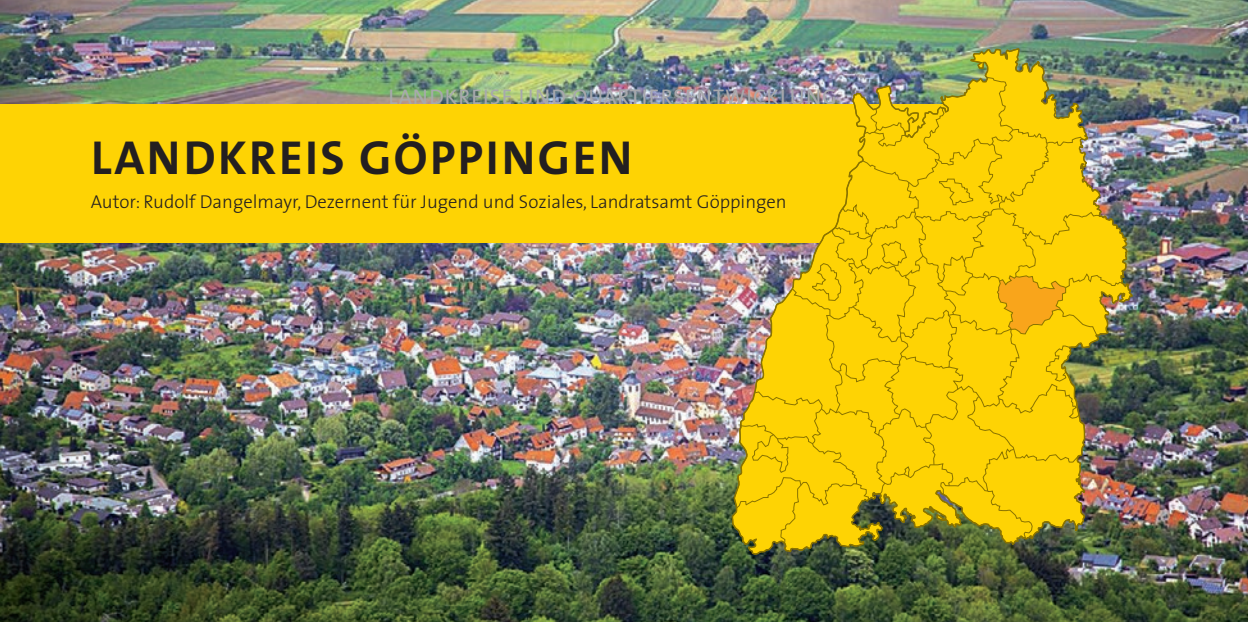 LANDKREIS GÖPPINGEN
Autor: Rudolf Dangelmayr, Dezernent für Jugend und Soziales, Landratsamt Göppingen